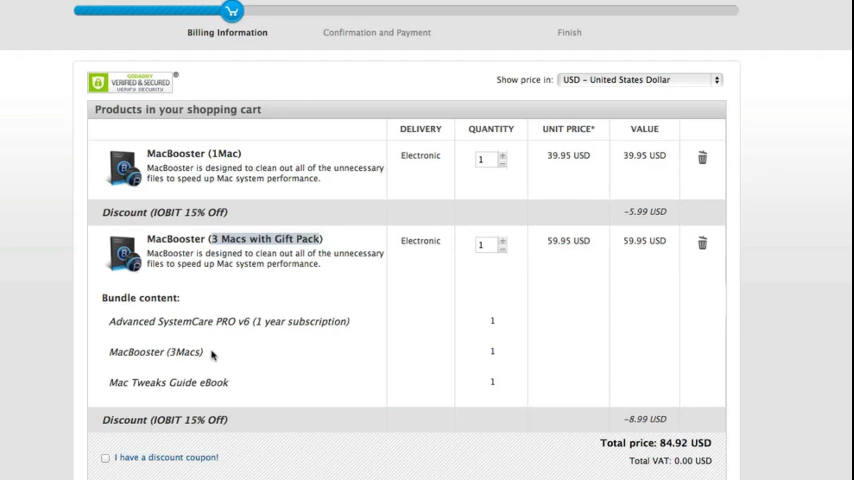 Billing Information
Confirmation and Payment
Finish
GODADDY
VERIFIED & SECURED
VERIFY SECURITY
Show price in: USD - United States Dollar
Products in your shopping cart
DELIVERY QUANTITY UNIT PRICE* VALUE
MacBooster (1Mac)
MacBooster is designed to clean out all of the unnecessary
files to speed up Mac system performance.
Electronic 1 39.95 USD 39.95 USD
Discount (IOBIT 15% Off) -5.99 USD
MacBooster (3 Macs with Gift Pack)
MacBooster is designed to clean out all of the unnecessary
files to speed up Mac system performance.
Electronic 1 59.95 USD 59.95 USD
Bundle content:
Advanced SystemCare PRO v6 (1 year subscription) 1
MacBooster (3Macs) 1
Mac Tweaks Guide eBook 1
Discount (IOBIT 15% Off) -8.99 USD
Total price: 84.92 USD
I have a discount coupon!
Total VAT: 0.00 USD